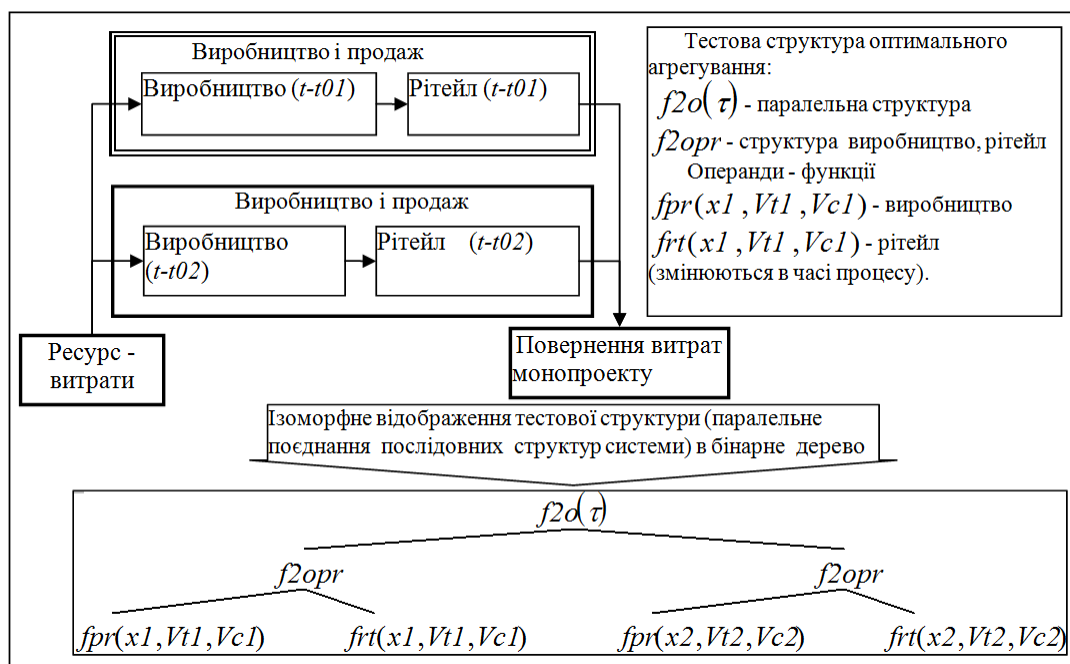 Виробництво і продаж
Виробництво (t-t01)
Рітейл (t-t01)
Виробництво і продаж
Виробництво
(t-t02)
Рітейл (t-t02)
Ресурс -
витрати
Повернення витрат
монопроекту
Тестова структура оптимального
агрегування:
f2o(τ) - паралельна структура
f2opr - структура виробництво, рітейл
Операнди - функції
fpr(x1,Vt1,Vc1) - виробництво
frt(x1,Vt1,Vc1) - рітейл
(змінюються в часі процесу).
Ізоморфне відображення тестової структури (паралельне
поєднання послідовних структур системи) в бінарне дерево
f2o(τ)
f2opr
f2opr
fpr(x1,Vt1,Vc1)
frt(x1,Vt1,Vc1)
fpr(x2,Vt2,Vc2)
frt(x2,Vt2,Vc2)